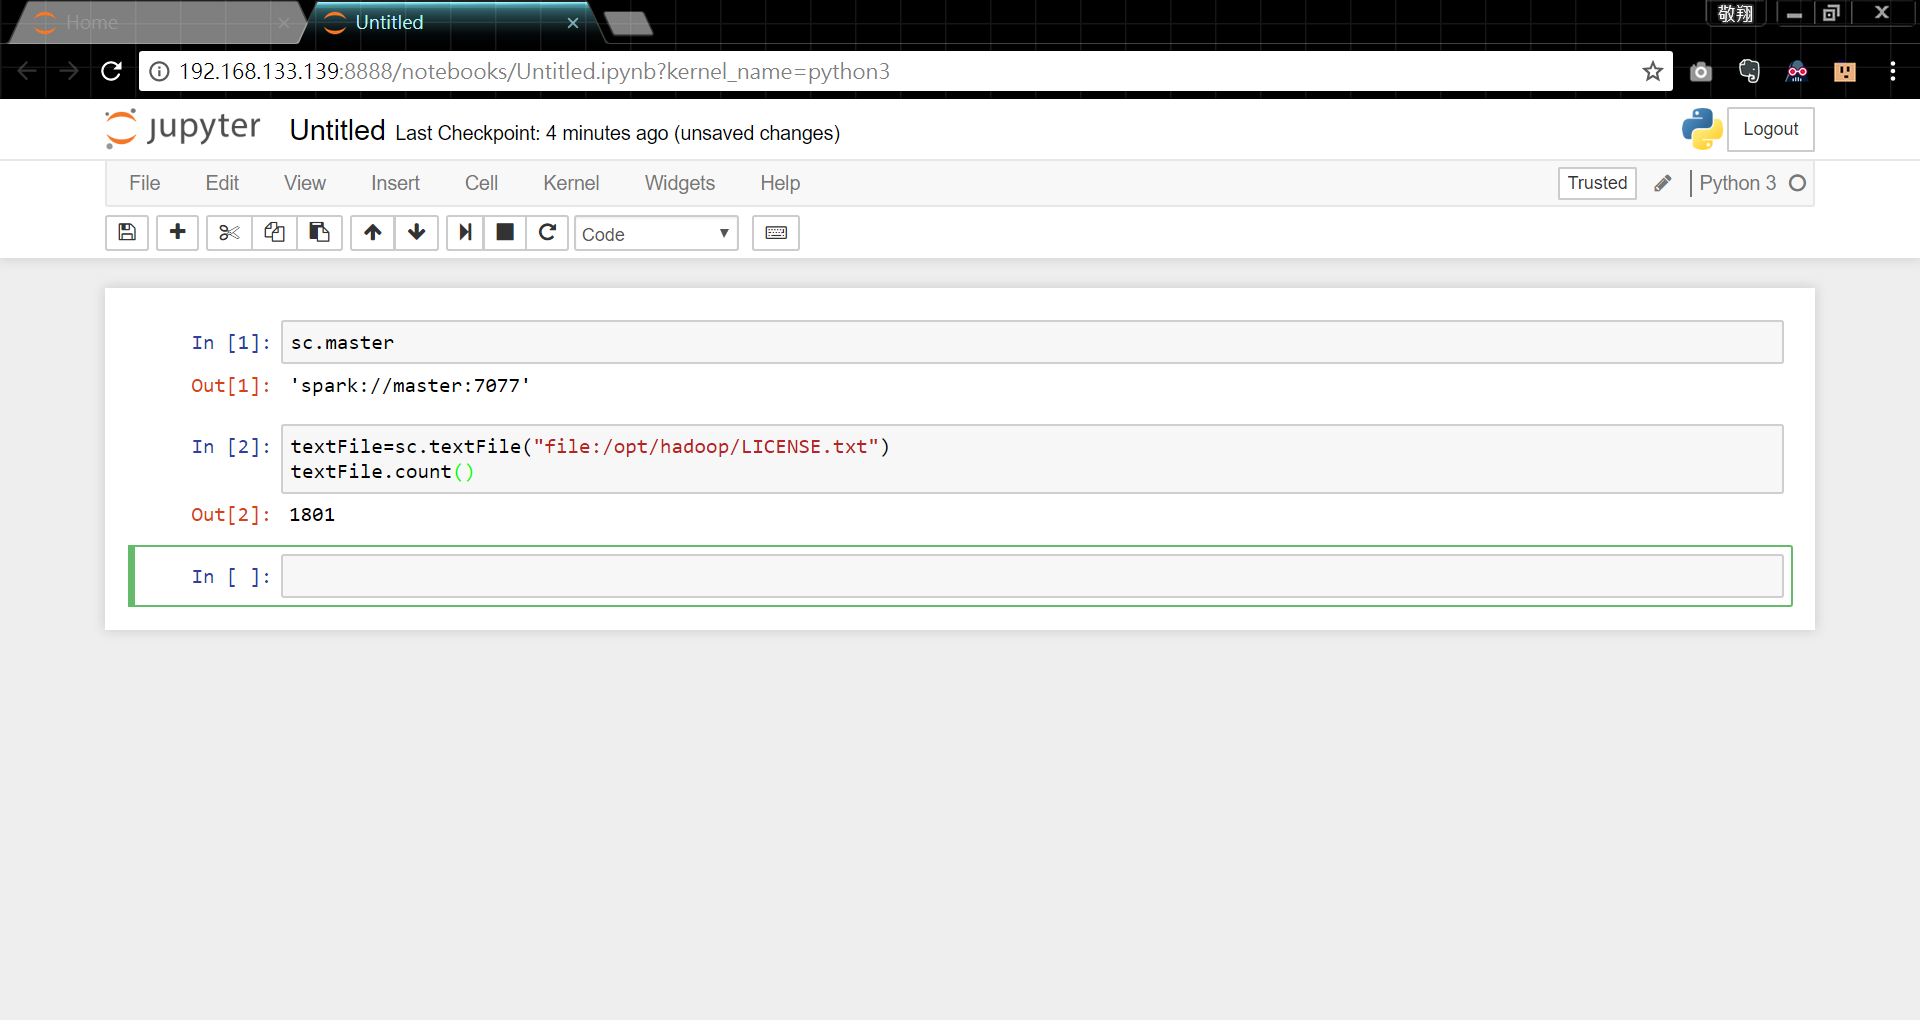 Home
Untitled
敬翔
192.168.133.139:8888/notebooks/Untitled.ipynb?kernel_name=python3
jupyter Untitled Last Checkpoint: 4 minutes ago (unsaved changes)
Logout
File Edit View Insert Cell Kernel Widgets Help
Trusted Python 3
Code
In [1]: sc.master
Out[1]: 'spark://master:7077'
In [2]: textFile=sc.textFile("file:/opt/hadoop/LICENSE.txt")
textFile.count()
Out[2]: 1801
In [ ]: